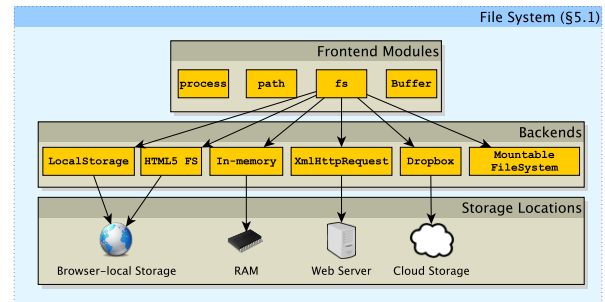 File System (§5.1)
Frontend Modules
process path fs Buffer
Backends
LocalStorage HTML5 FS In-memory XmlHttpRequest Dropbox Mountable
FileSystem
Storage Locations
Browser-local Storage RAM Web Server Cloud Storage